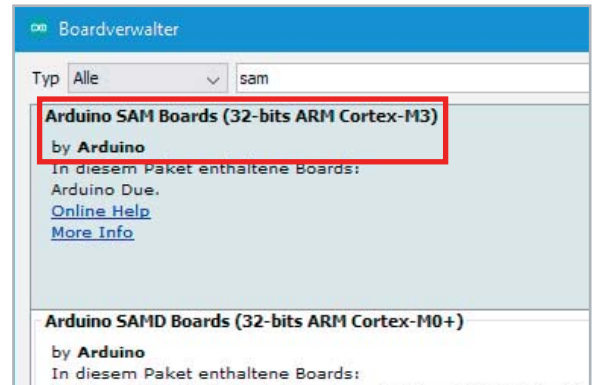 Boardverwalter
Typ Alle sam
Arduino SAM Boards (32-bits ARM Cortex-M3)
by Arduino
In diesem Paket enthaltene Boards:
Arduino Due.
Online Help
More Info
Arduino SAMD Boards (32-bits ARM Cortex-M0+)
by Arduino
In diesem Paket enthaltene Boards: